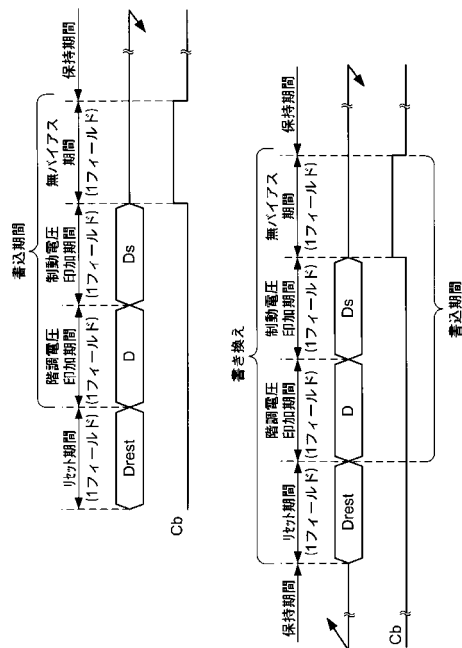 書込期間
リセット期間
(1フィールド)
階調電圧
印加期間
(1フィールド)
制動電圧
印加期間
(1フィールド)
無バイアス
期間
(1フィールド)
保持期間
Drest
D
Ds
Cb
書き換え
保持期間
リセット期間
(1フィールド)
階調電圧
印加期間
(1フィールド)
制動電圧
印加期間
(1フィールド)
無バイアス
期間
(1フィールド)
保持期間
Drest
D
Ds
Cb
書込期間